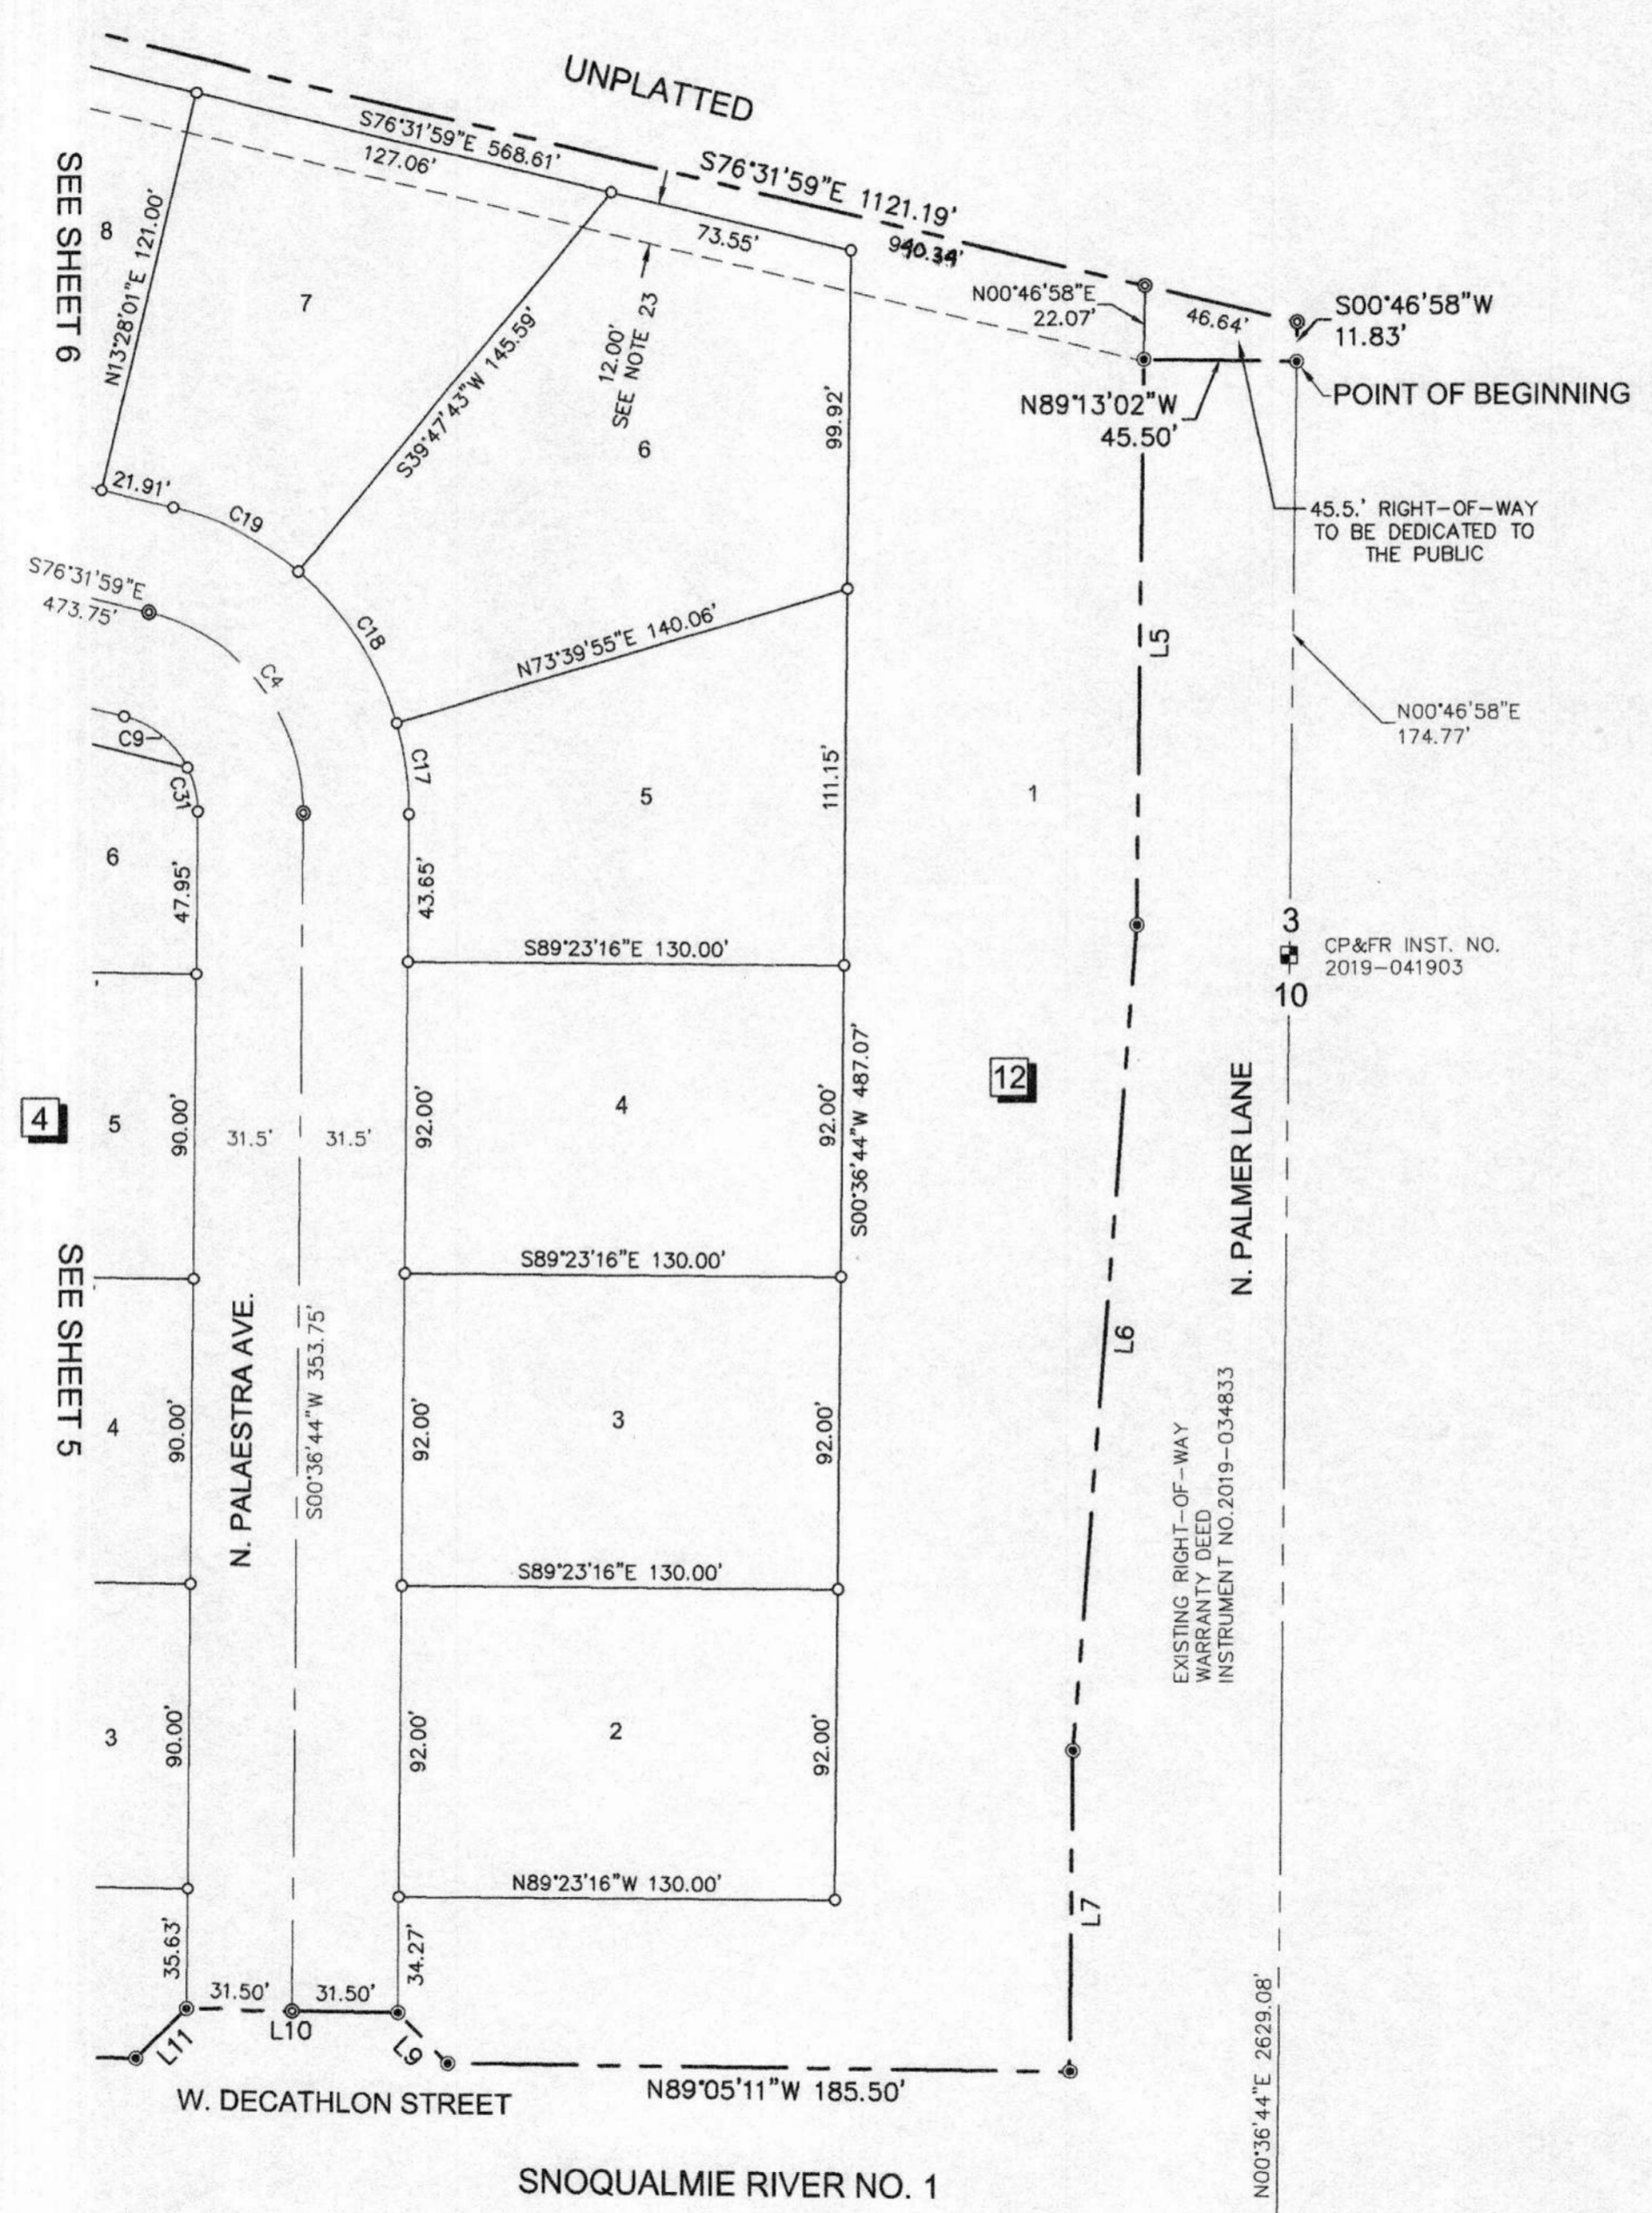 UNPLATTED
S76°31'59"E 568.61'
127.06'
S76°31'59"E 1121.19'
73.55'
SEE SHEET 6
8
N13°28'01"E 121.00'
7
S39°47'43"W 145.59'
12.00'
SEE NOTE 23
6
99.92'
N00°46'58"E
22.07'
46.64'
S00°46'58"W
11.83'
POINT OF BEGINNING
N89°13'02"W
45.50'
45.5.' RIGHT-OF-WAY
TO BE DEDICATED TO
THE PUBLIC
21.91'
C19
S76°31'59"E
473.75'
C18
C4
N73°39'55"E 140.06'
L5
N00°46'58"E
174.77'
C9
C31
C17
5
111.15'
1
6
47.95'
43.65'
S89°23'16"E 130.00'
3
CP&FR INST. NO.
2019-041903
10
4
5
90.00'
31.5'
31.5'
92.00'
4
92.00'
S00°36'44"W 487.07'
12
N. PALMER LANE
SEE SHEET 5
S89°23'16"E 130.00'
N. PALAESTRA AVE.
S00°36'44"W 353.75'
L6
4
90.00'
92.00'
3
92.00'
EXISTING RIGHT-OF-WAY
WARRANTY DEED
INSTRUMENT NO.2019-034833
S89°23'16"E 130.00'
3
90.00'
92.00'
2
92.00'
N89°23'16"W 130.00'
L7
35.63'
34.27'
31.50'
31.50'
L10
L11
L9
N00°36'44"E 2629.08'
W. DECATHLON STREET
N89°05'11"W 185.50'
SNOQUALMIE RIVER NO. 1